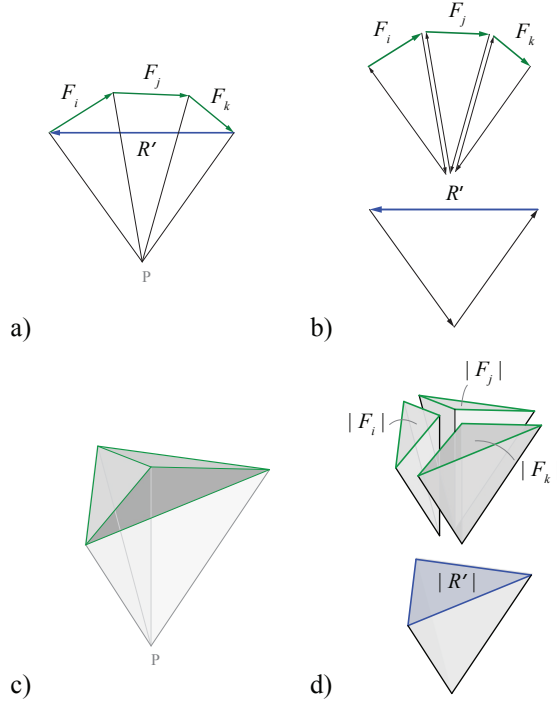 F_i
F_j
F_k
R'
P
a)
F_i
F_j
F_k
R'
b)
P
c)
| F_j |
| F_i |
| F_k |
| R' |
d)